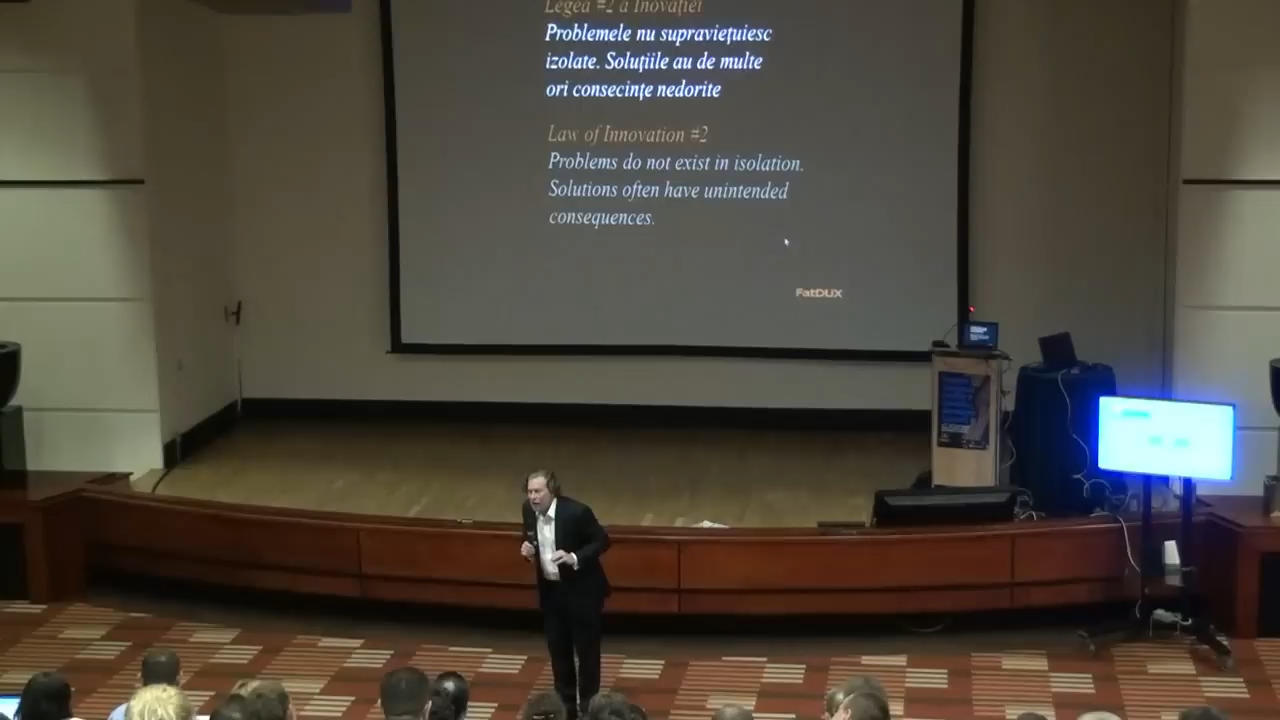 Legea #2 a Inovației
Problemele nu supraviețuiesc
izolate. Soluțiile au de multe
ori consecințe nedorite
Law of Innovation #2
Problems do not exist in isolation.
Solutions often have unintended
consequences.
FatDUX